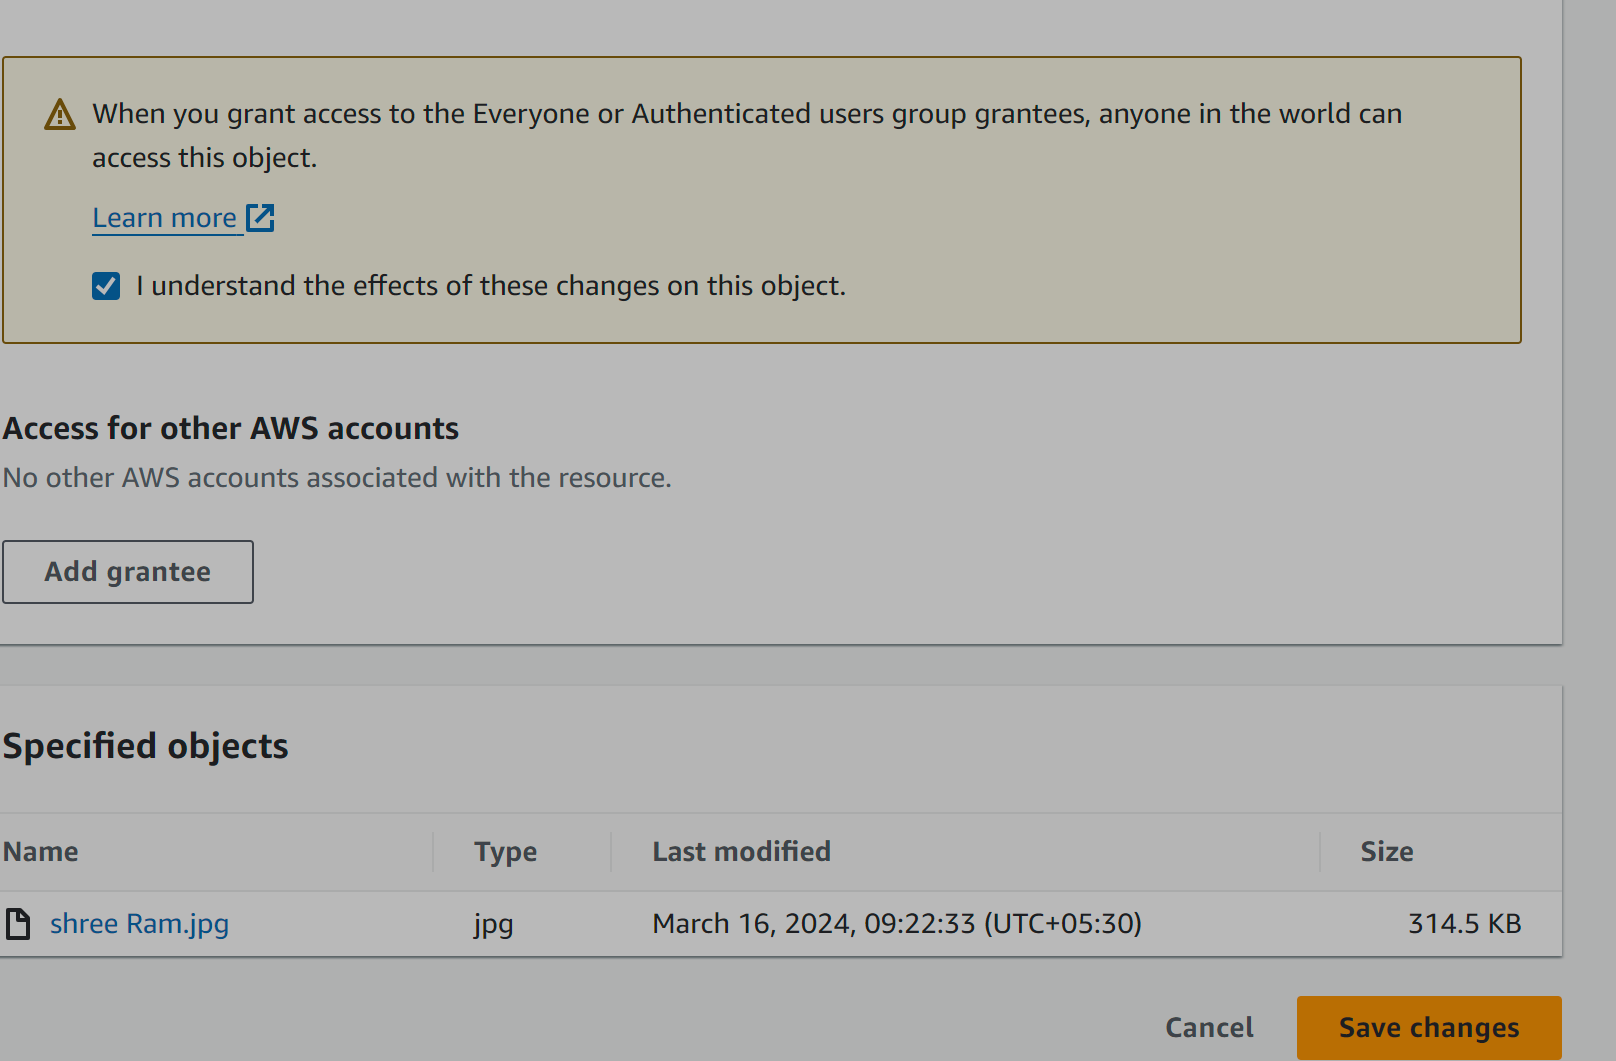 When you grant access to the Everyone or Authenticated users group grantees, anyone in the world can
access this object.
Learn more
I understand the effects of these changes on this object.
Access for other AWS accounts
No other AWS accounts associated with the resource.
Add grantee
Specified objects
Name Type Last modified Size
shree Ram.jpg jpg March 16, 2024, 09:22:33 (UTC+05:30) 314.5 KB
Cancel Save changes